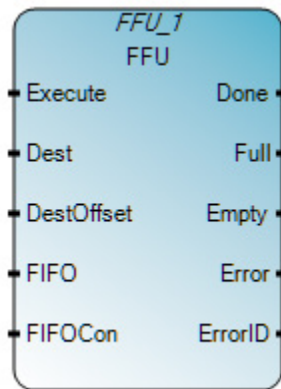 FFU_1
FFU
Execute Done
Dest Full
DestOffset Empty
FIFO Error
FIFOCon ErrorID